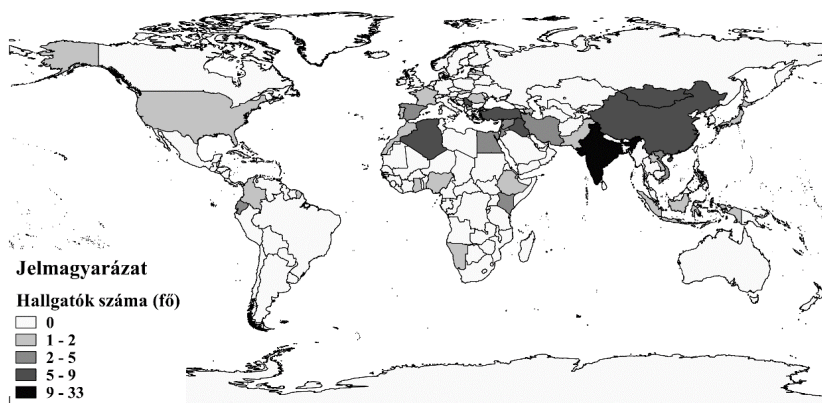 Jelmagyarázat
Hallgatók száma (fő)
0
1 - 2
2 - 5
5 - 9
9 - 33